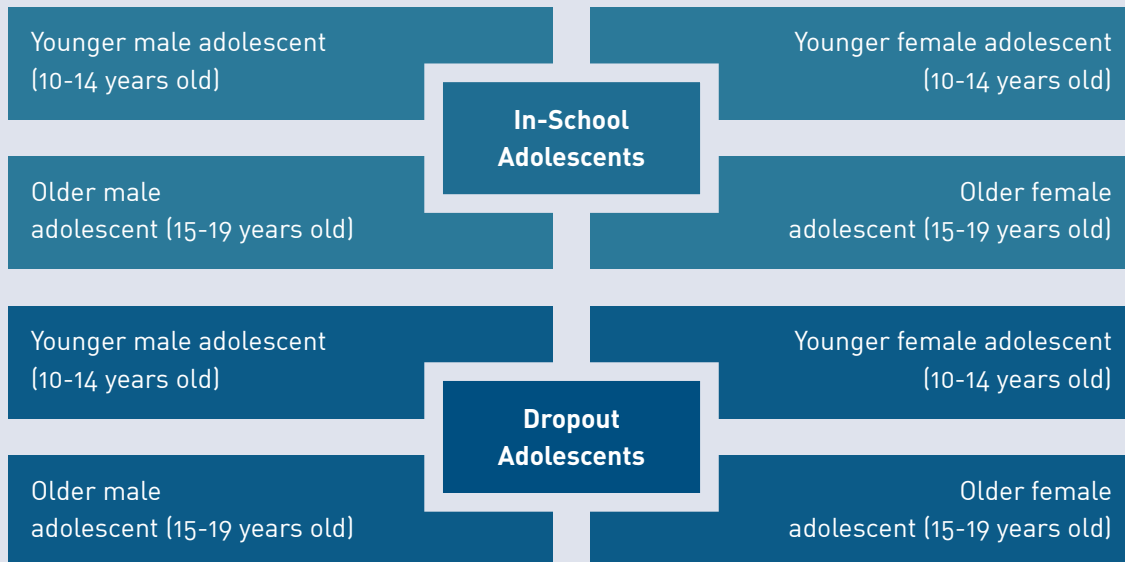 Younger male adolescent
(10-14 years old)
Younger female adolescent
(10-14 years old)
In-School
Adolescents
Older male
adolescent (15-19 years old)
Older female
adolescent (15-19 years old)
Younger male adolescent
(10-14 years old)
Younger female adolescent
(10-14 years old)
Dropout
Adolescents
Older male
adolescent (15-19 years old)
Older female
adolescent (15-19 years old)